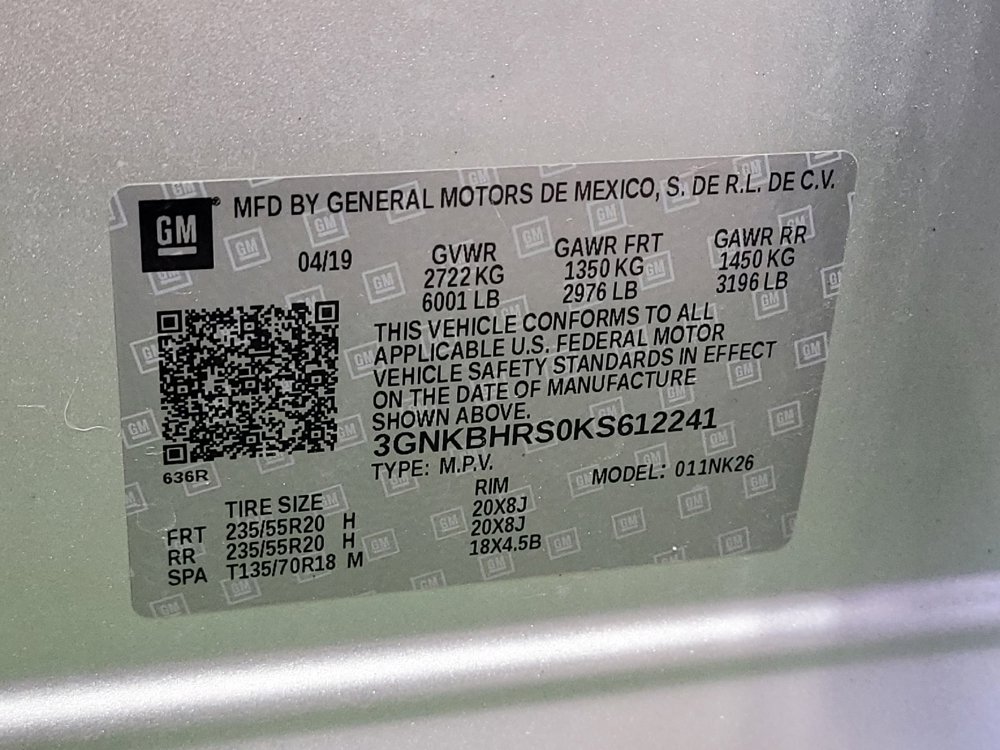 GM
MFD BY GENERAL MOTORS DE MEXICO, S. DE R.L. DE C.V.
04/19
GVWR GAWR FRT GAWR RR
2722 KG 1350 KG 1450 KG
6001 LB 2976 LB 3196 LB
THIS VEHICLE CONFORMS TO ALL
APPLICABLE U.S. FEDERAL MOTOR
VEHICLE SAFETY STANDARDS IN EFFECT
ON THE DATE OF MANUFACTURE
SHOWN ABOVE.
3GNKBHRS0KS612241
636R
TYPE: M.P.V. MODEL: 011NK26
TIRE SIZE RIM
FRT 235/55R20 H 20X8J
RR 235/55R20 H 20X8J
SPA T135/70R18 M 18X4.5B